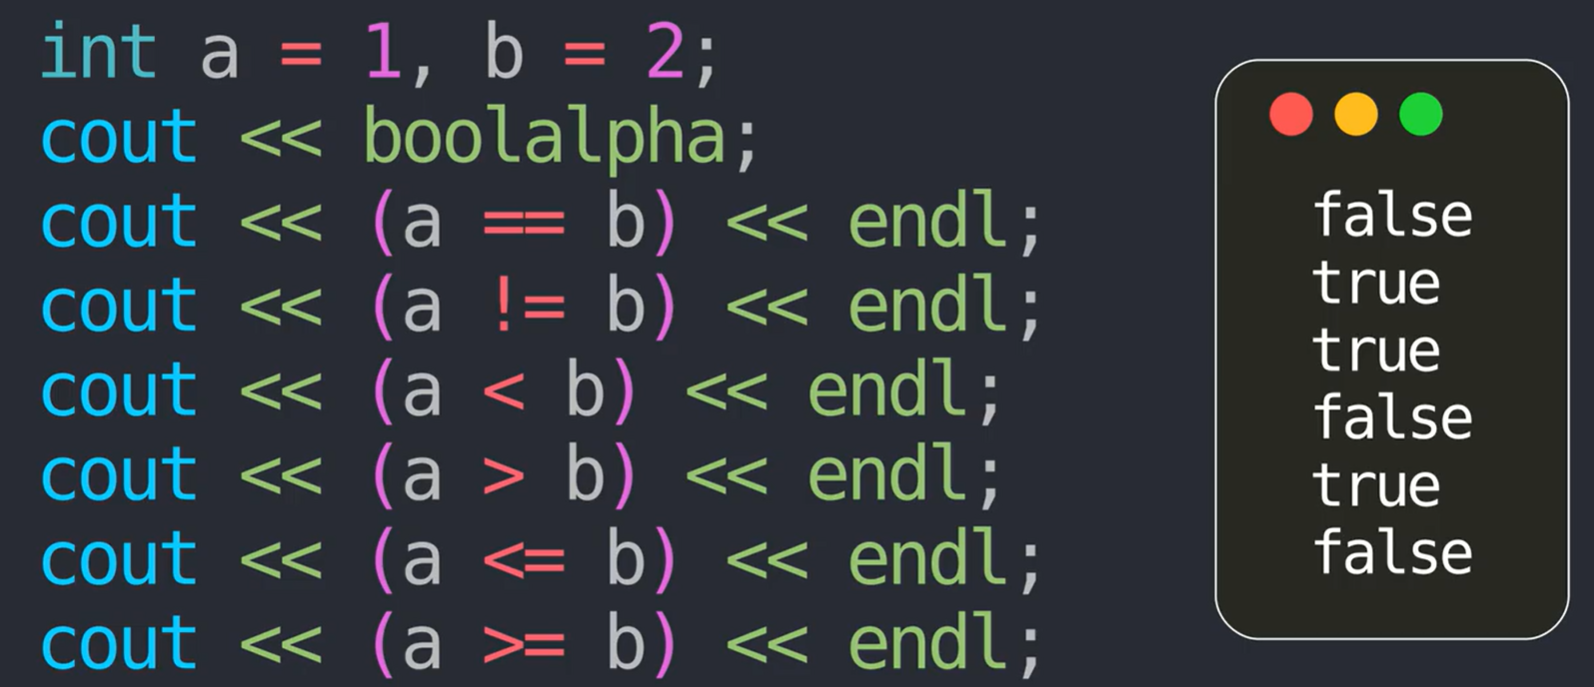 int a = 1, b = 2;
cout << boolalpha;
cout << (a == b) << endl;
cout << (a != b) << endl;
cout << (a < b) << endl;
cout << (a > b) << endl;
cout << (a <= b) << endl;
cout << (a >= b) << endl;
false
true
true
false
true
false